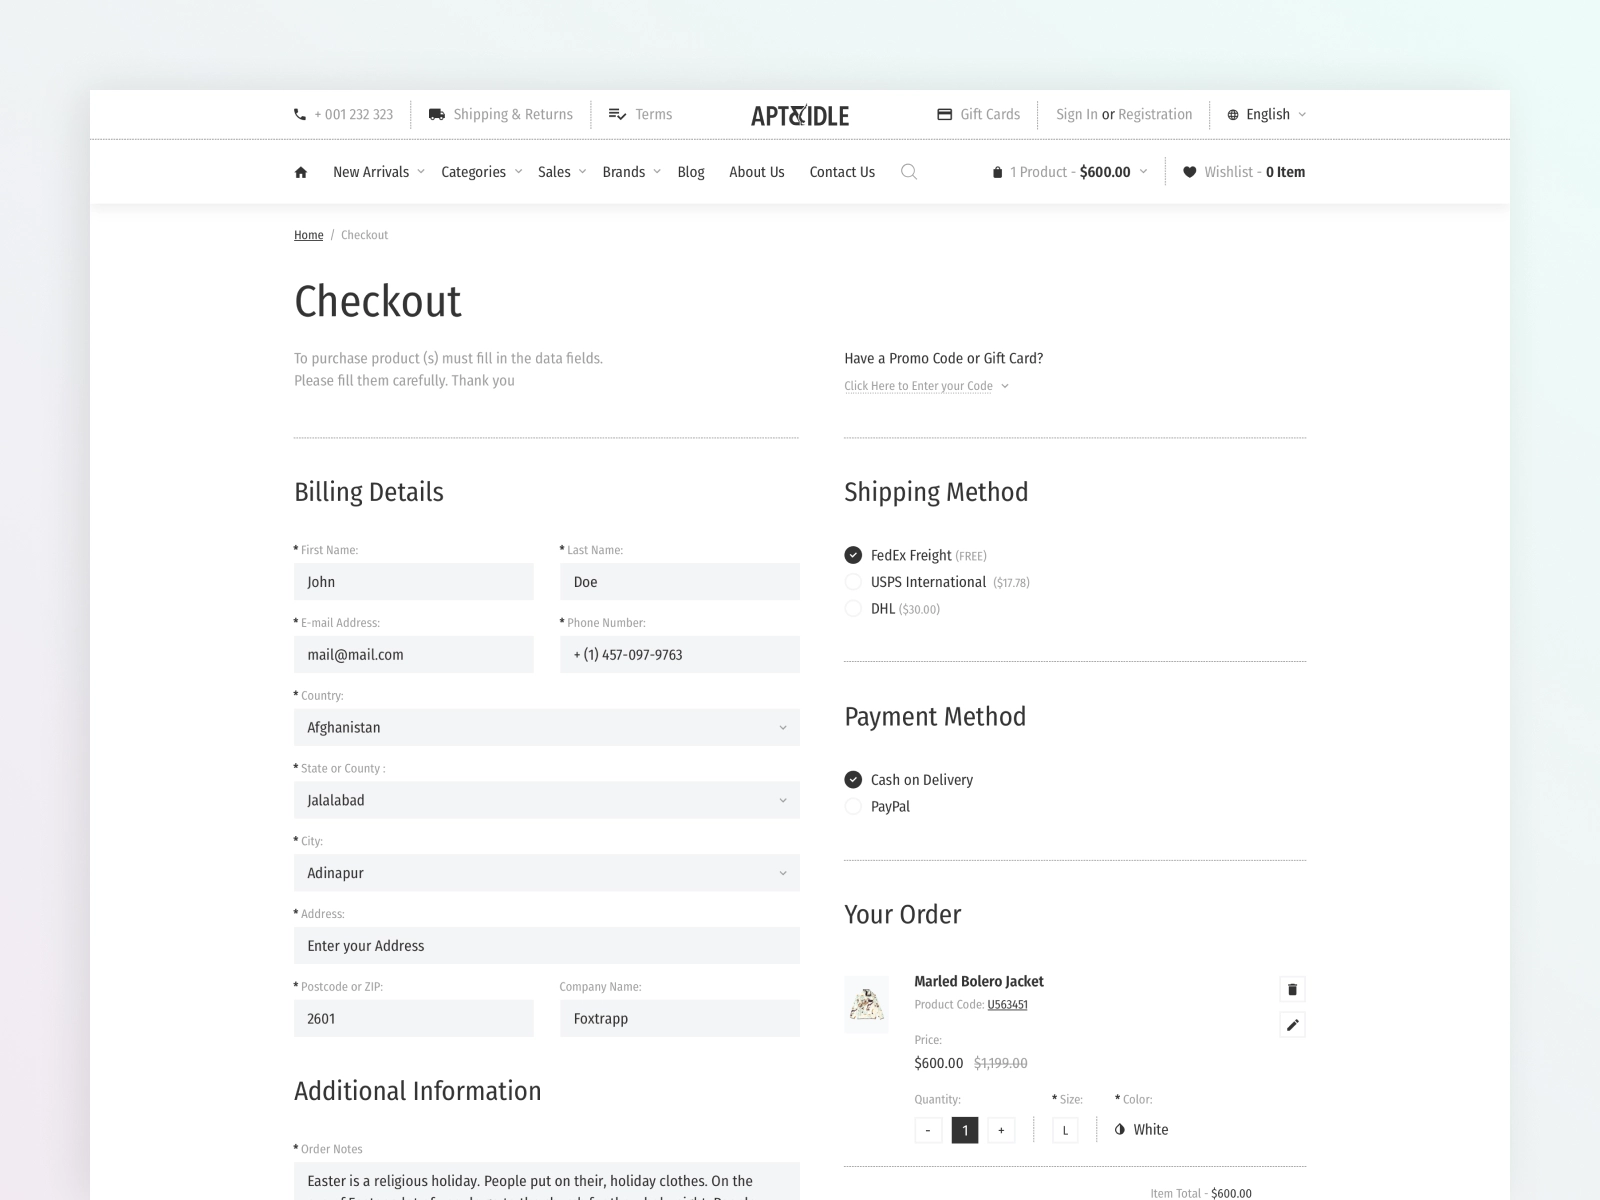 + 001 232 323
Shipping & Returns
Terms
APT&IDLE
Gift Cards
Sign In or Registration
English
New Arrivals
Categories
Sales
Brands
Blog
About Us
Contact Us
1 Product - $600.00
Wishlist - 0 Item
Home / Checkout
Checkout
To purchase product (s) must fill in the data fields.
Please fill them carefully. Thank you
Have a Promo Code or Gift Card?
Click Here to Enter your Code
Billing Details
* First Name:
* Last Name:
John
Doe
* E-mail Address:
* Phone Number:
mail@mail.com
+ (1) 457-097-9763
* Country:
Afghanistan
* State or County :
Jalalabad
* City:
Adinapur
* Address:
Enter your Address
* Postcode or ZIP:
Company Name:
2601
Foxtrapp
Additional Information
* Order Notes
Easter is a religious holiday. People put on their, holiday clothes. On the
Shipping Method
FedEx Freight (FREE)
USPS International ($17.78)
DHL ($30.00)
Payment Method
Cash on Delivery
PayPal
Your Order
Marled Bolero Jacket
Product Code: U563451
Price:
$600.00 $1,199.00
Quantity:
* Size:
* Color:
- 1 +
L
White
Item Total - $600.00